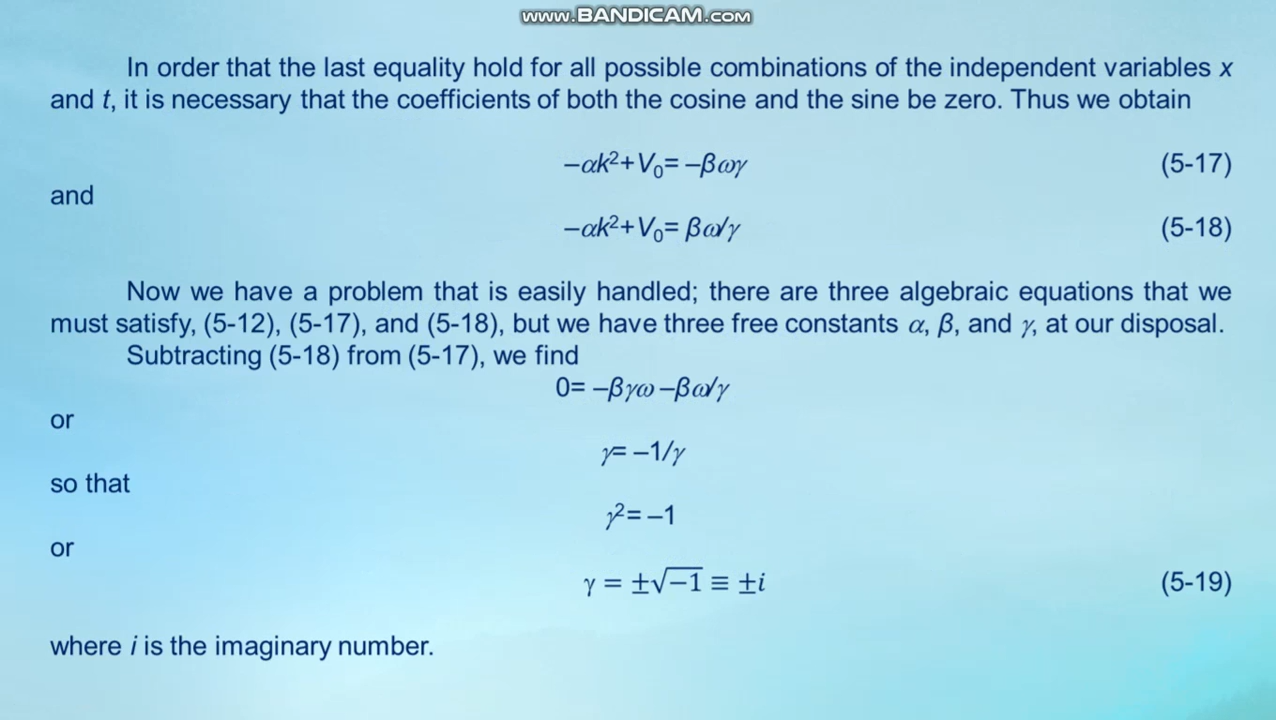 www.BANDICAM.com
In order that the last equality hold for all possible combinations of the independent variables x
and t, it is necessary that the coefficients of both the cosine and the sine be zero. Thus we obtain
−αk²+V₀= −βωγ (5-17)
and
−αk²+V₀= βω/γ (5-18)
Now we have a problem that is easily handled; there are three algebraic equations that we
must satisfy, (5-12), (5-17), and (5-18), but we have three free constants α, β, and γ, at our disposal.
Subtracting (5-18) from (5-17), we find
0= −βγω −βω/γ
or
γ= −1/γ
so that
γ²= −1
or
γ = ±√−1 ≡ ±i (5-19)
where i is the imaginary number.